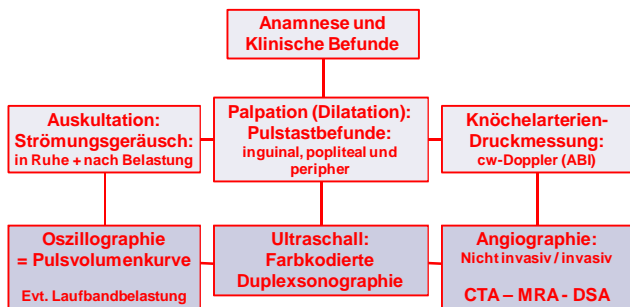 Anamnese und
Klinische Befunde
Auskultation:
Strömungsgeräusch:
in Ruhe + nach Belastung
Palpation (Dilatation):
Pulstastbefunde:
inguinal, popliteal und
peripher
Knöchelarterien-
Druckmessung:
cw-Doppler (ABI)
Oszillographie
= Pulsvolumenkurve
Evt. Laufbandbelastung
Ultraschall:
Farbkodierte
Duplexsonographie
Angiographie:
Nicht invasiv / invasiv
CTA – MRA - DSA